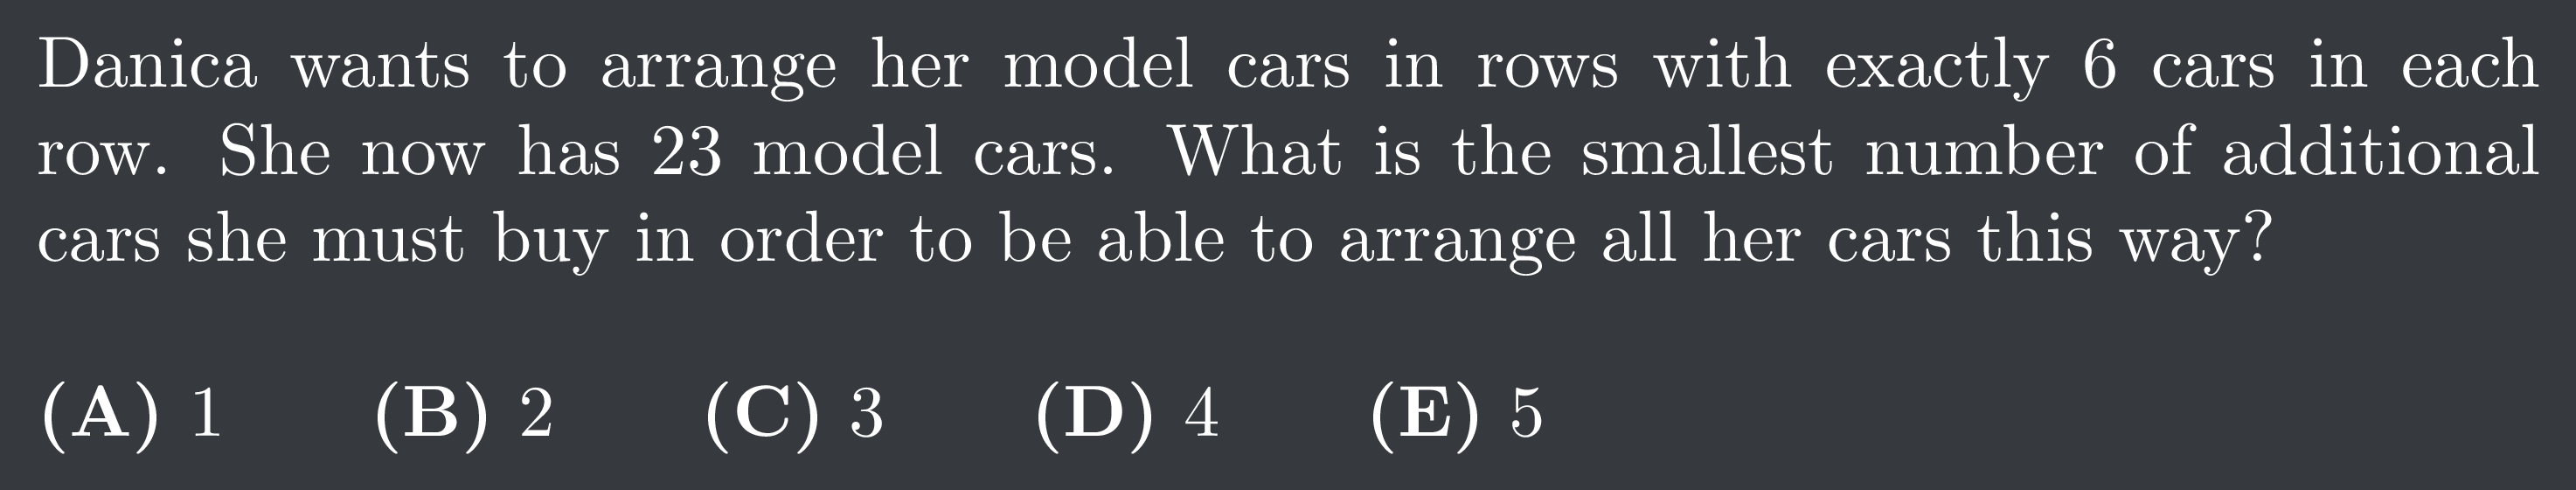 Danica wants to arrange her model cars in rows with exactly 6 cars in each
row. She now has 23 model cars. What is the smallest number of additional
cars she must buy in order to be able to arrange all her cars this way?
(A) 1 (B) 2 (C) 3 (D) 4 (E) 5